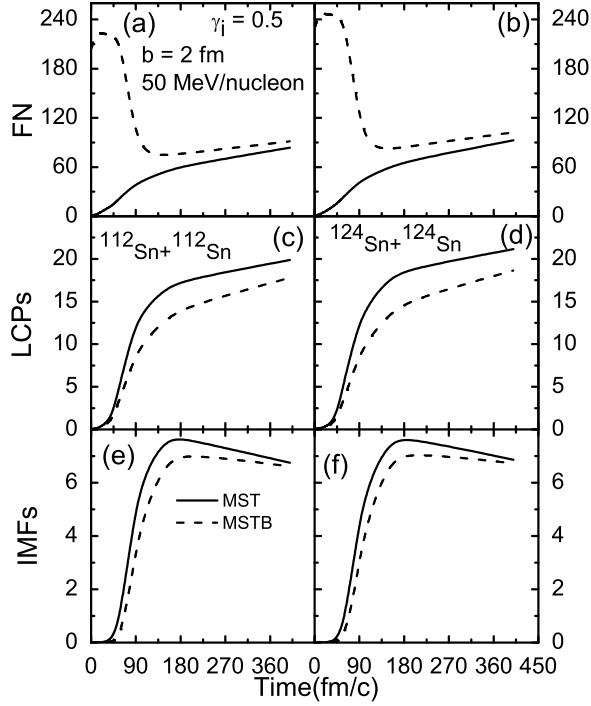 240
180
120
60
0
FN
(a)
γi = 0.5
b = 2 fm
50 MeV/nucleon
(b)
240
180
120
60
0
20
15
10
5
0
LCPs
112Sn+112Sn
(c)
124Sn+124Sn
(d)
20
15
10
5
0
6
4
2
0
IMFs
(e)
MST
MSTB
(f)
6
4
2
0
0 90 180 270 360 0 90 180 270 360 450
Time(fm/c)